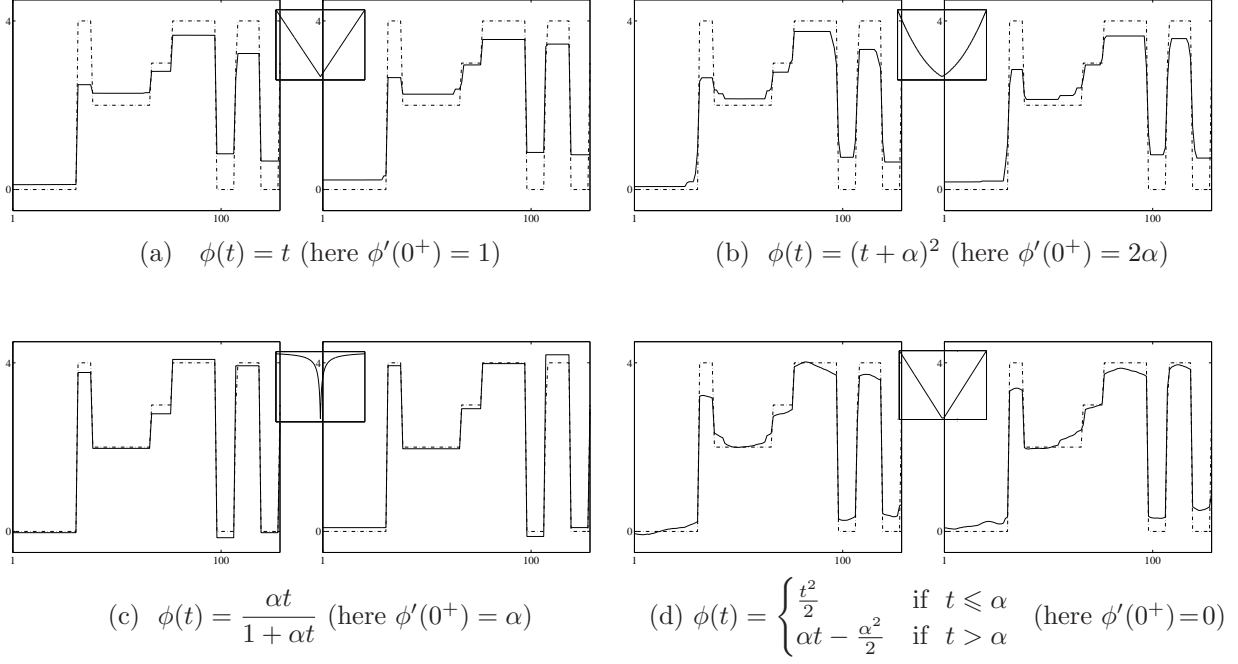 4 4
0 0
1 100 1 100
(a) ϕ(t) = t (here ϕ′(0⁺) = 1)
4 4
0 0
1 100 1 100
(b) ϕ(t) = (t + α)² (here ϕ′(0⁺) = 2α)
4 4
0 0
1 100 1 100
(c) ϕ(t) = αt / (1 + αt) (here ϕ′(0⁺) = α)
4 4
0 0
1 100 1 100
(d) ϕ(t) = { t²/2 if t ⩽ α
αt − α²/2 if t > α (here ϕ′(0⁺) = 0)